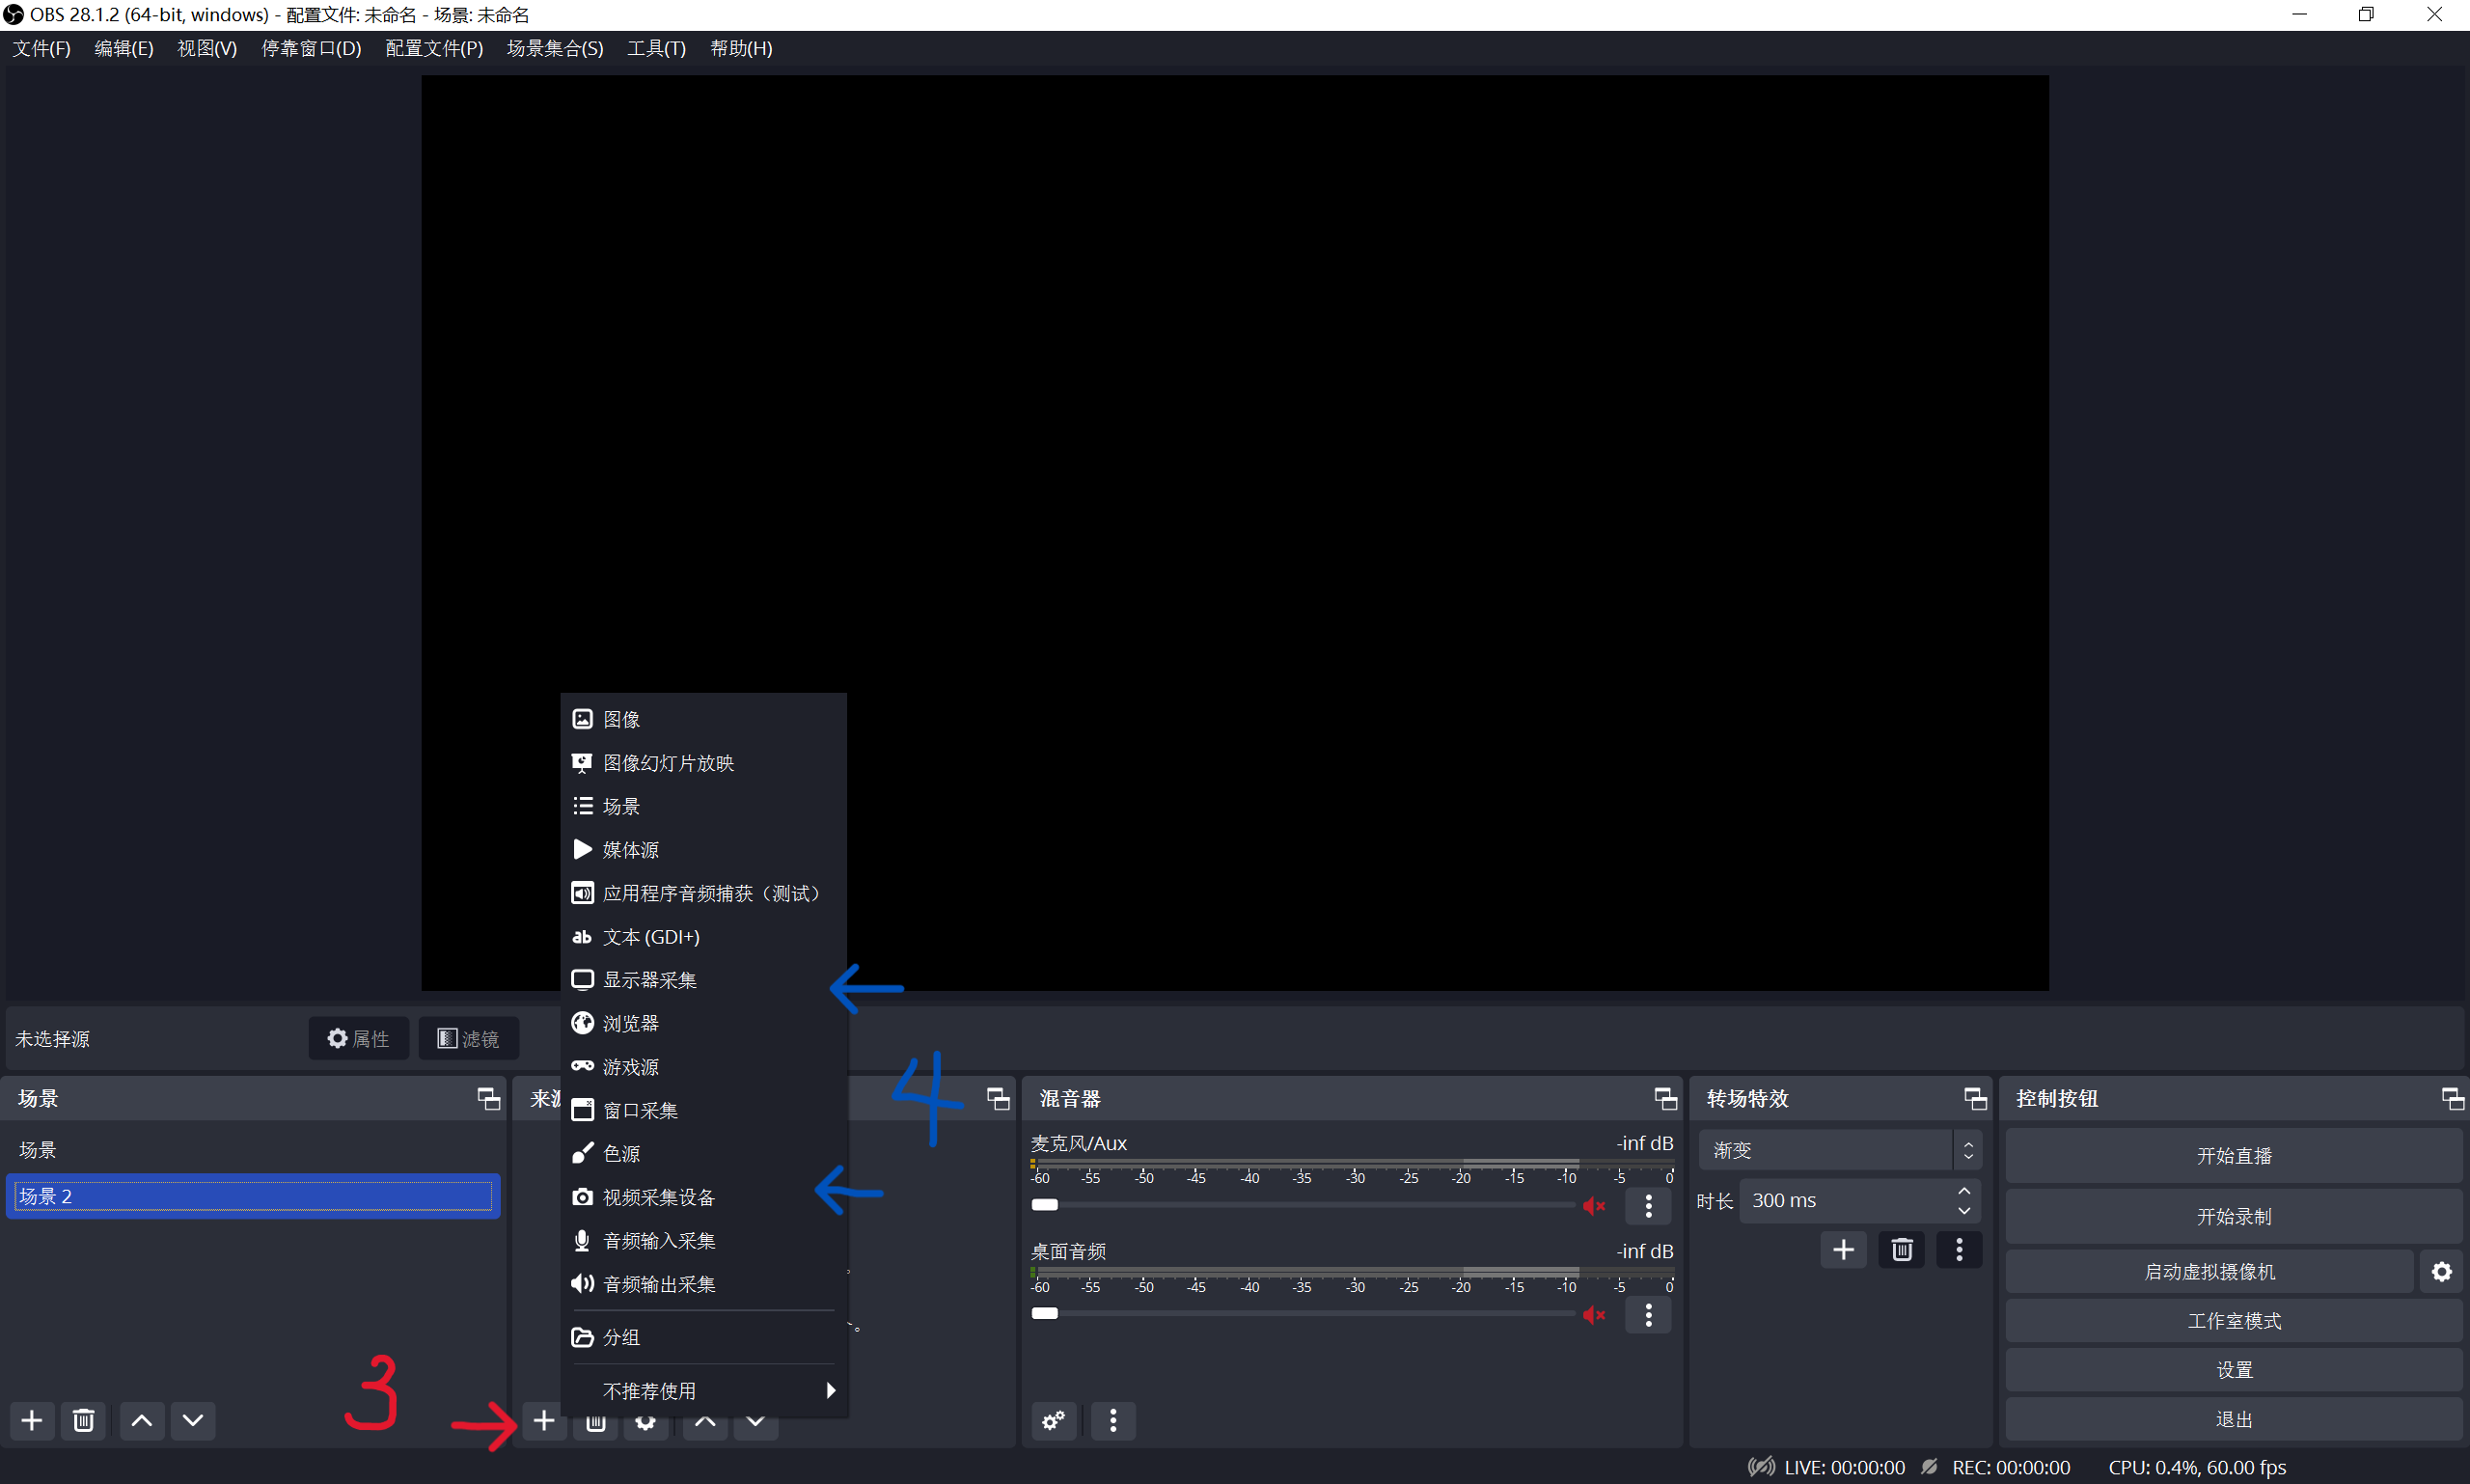 OBS 28.1.2 (64-bit, windows) - 配置文件: 未命名 - 场景: 未命名
文件(F) 编辑(E) 视图(V) 停靠窗口(D) 配置文件(P) 场景集合(S) 工具(T) 帮助(H)
图像
图像幻灯片放映
场景
媒体源
应用程序音频捕获（测试）
ab 文本 (GDI+)
显示器采集
浏览器
游戏源
窗口采集
色源
视频采集设备
音频输入采集
音频输出采集
分组
不推荐使用
4
3
未选择源 属性 滤镜
场景
场景
场景 2
来源
混音器
麦克风/Aux -inf dB
-60 -55 -50 -45 -40 -35 -30 -25 -20 -15 -10 -5 0
桌面音频 -inf dB
-60 -55 -50 -45 -40 -35 -30 -25 -20 -15 -10 -5 0
转场特效
渐变
时长 300 ms
控制按钮
开始直播
开始录制
启动虚拟摄像机
工作室模式
设置
退出
LIVE: 00:00:00 REC: 00:00:00 CPU: 0.4%, 60.00 fps